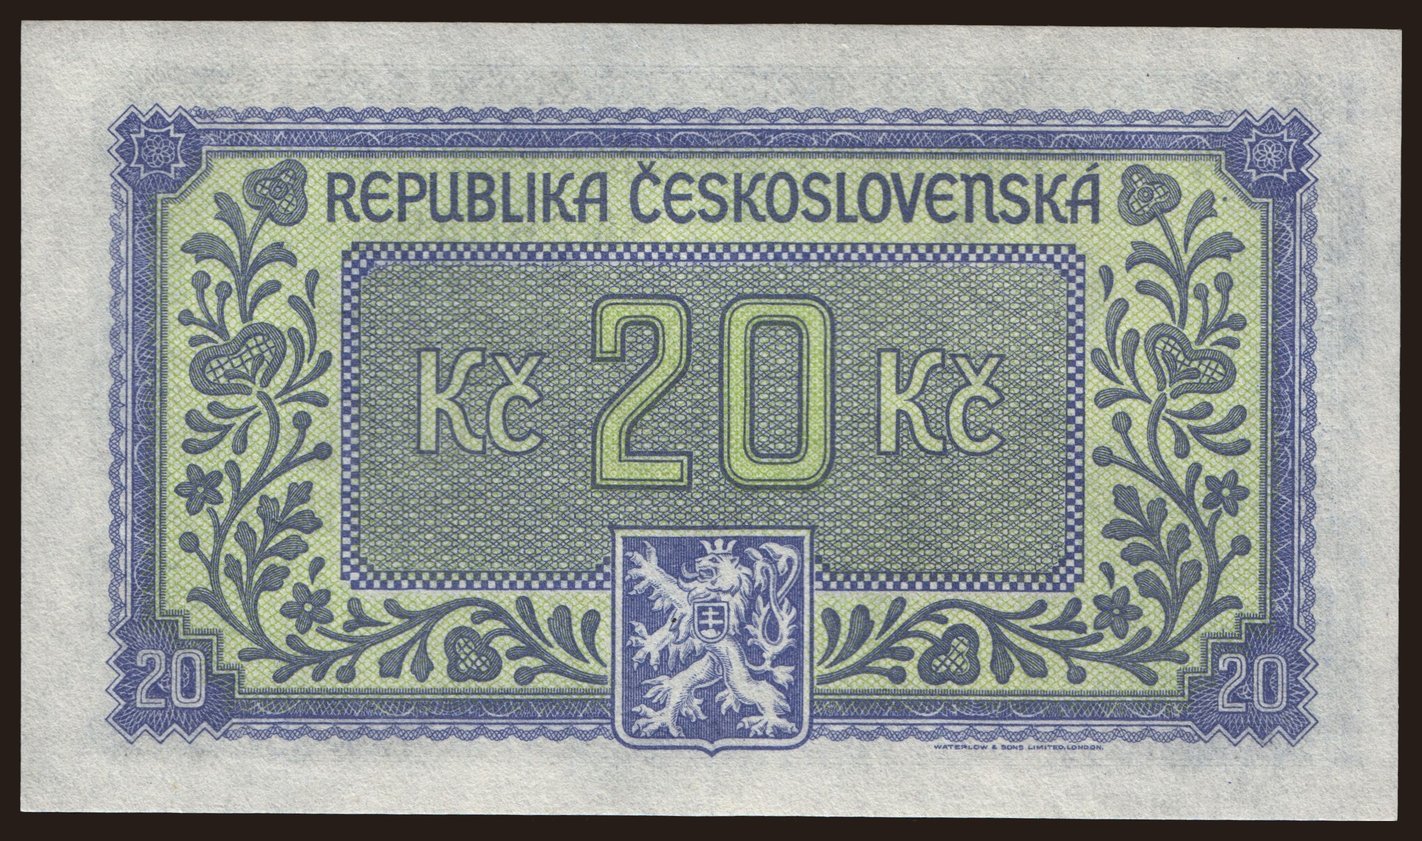 REPUBLIKA ČESKOSLOVENSKÁ
Kč 20 Kč
20 20
WATERLOW & SONS LIMITED, LONDON.